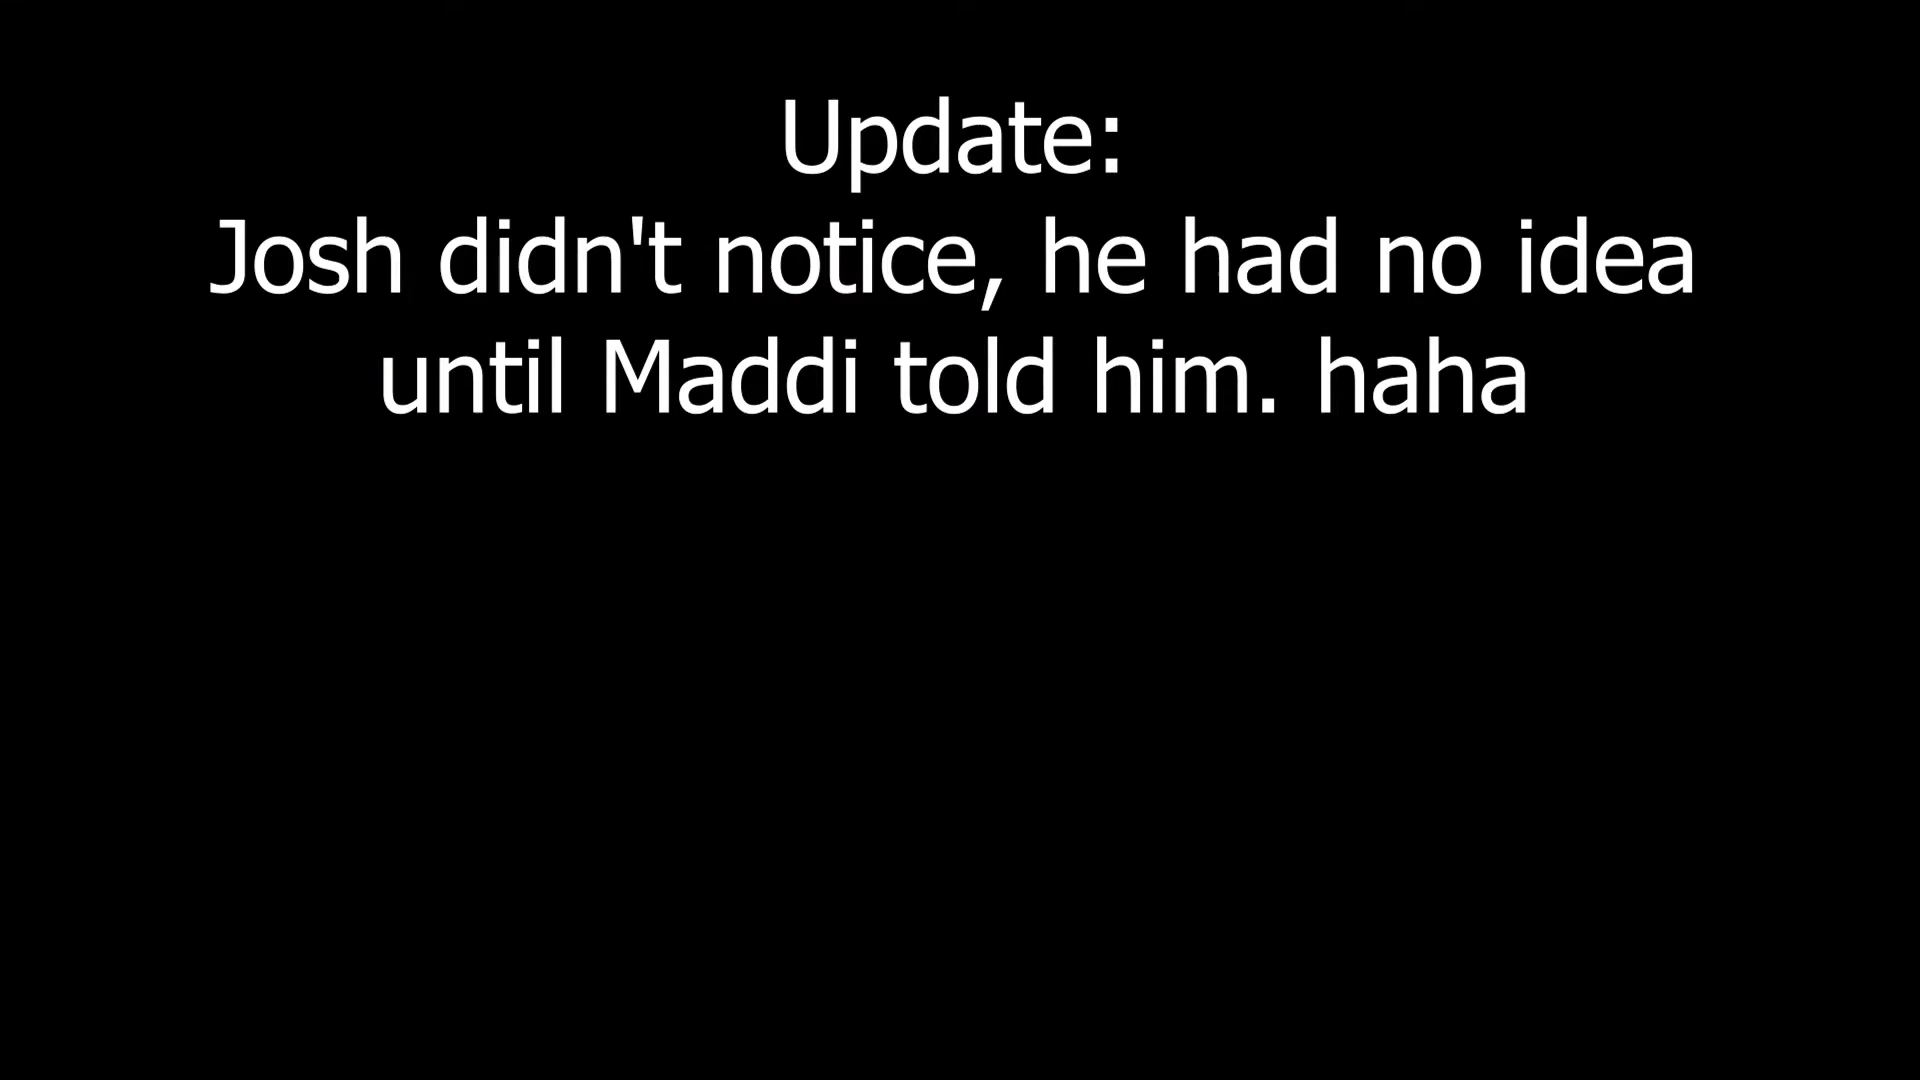 Update:
Josh didn't notice, he had no idea
until Maddi told him. haha